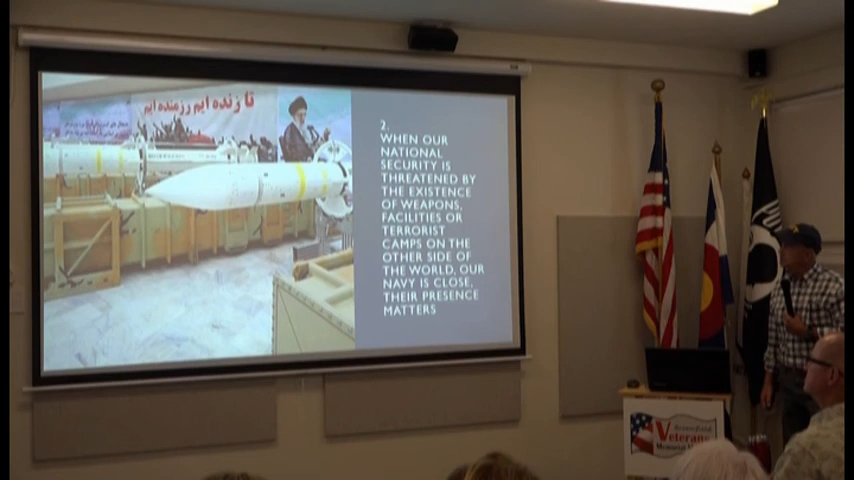 تا زنده ایم رزمنده ایم
2.
WHEN OUR
NATIONAL
SECURITY IS
THREATENED BY
THE EXISTENCE
OF WEAPONS,
FACILITIES OR
TERRORIST
CAMPS ON THE
OTHER SIDE OF
THE WORLD, OUR
NAVY IS CLOSE,
THEIR PRESENCE
MATTERS
Veterans